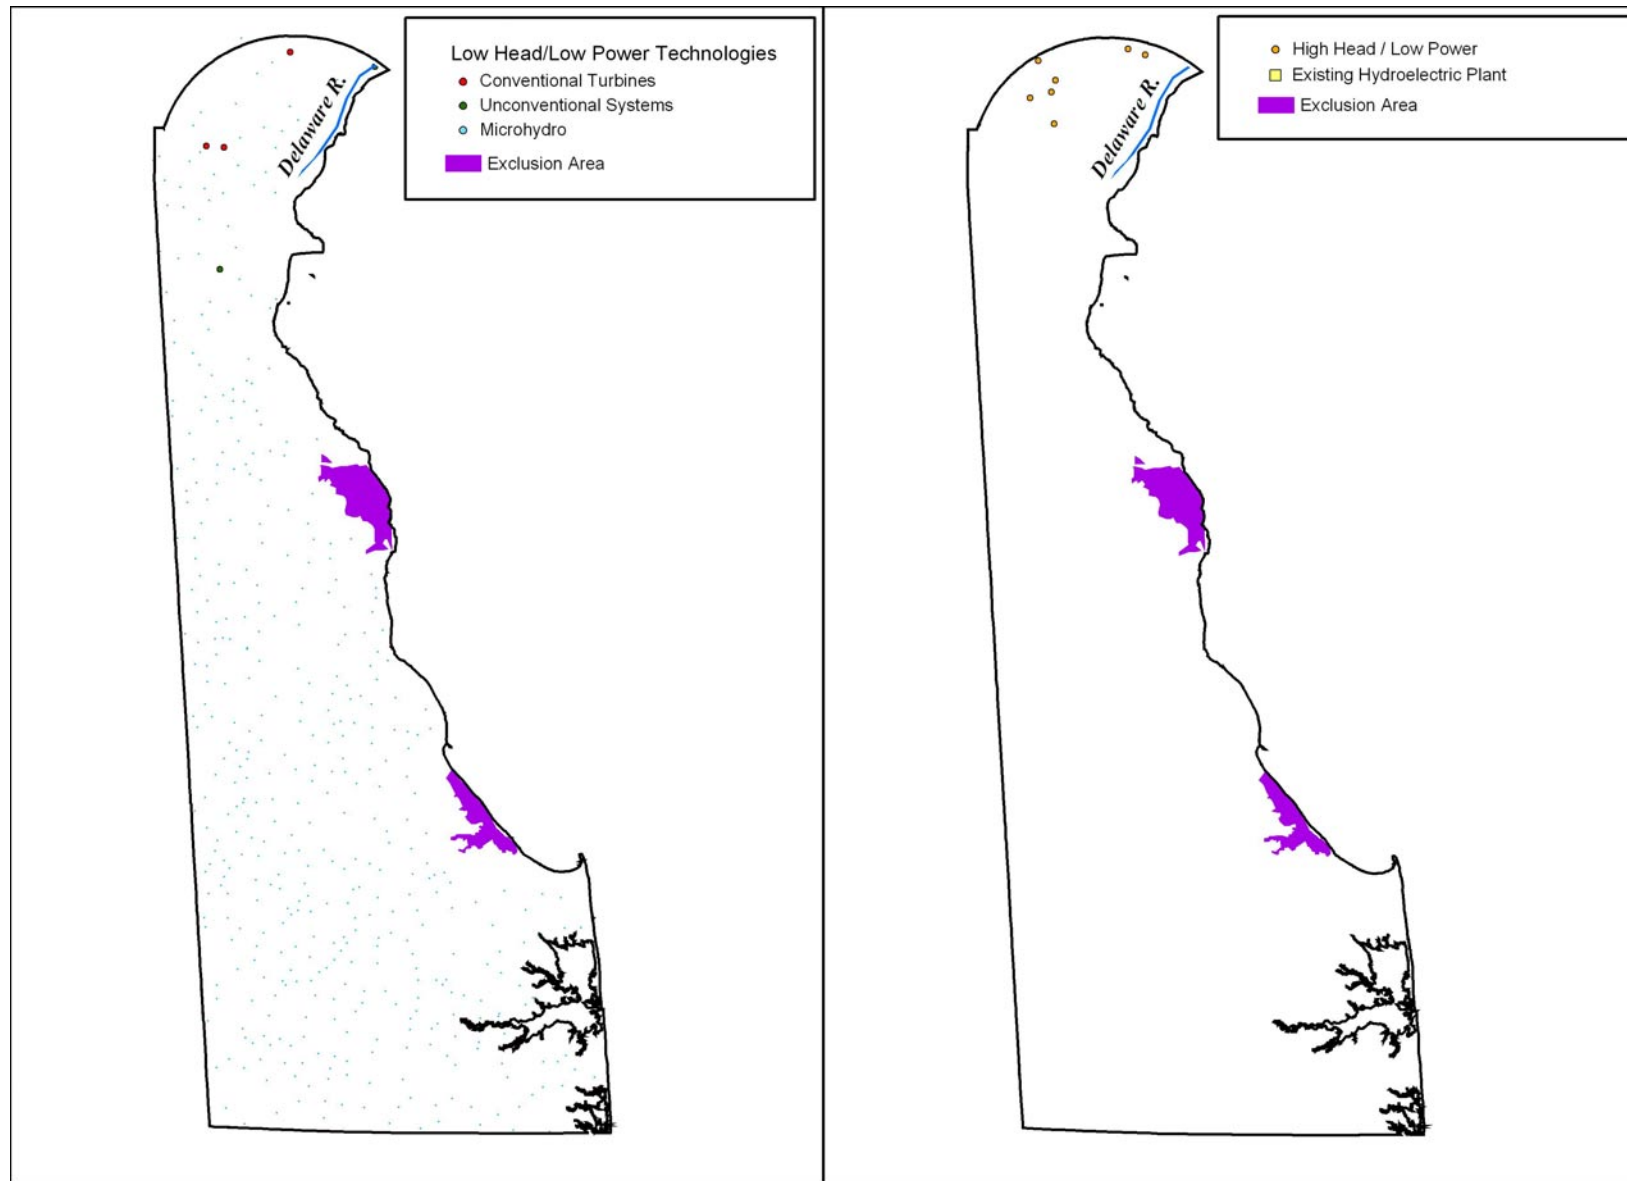 Low Head/Low Power Technologies
Conventional Turbines
Unconventional Systems
Microhydro
Exclusion Area
Delaware R.
High Head / Low Power
Existing Hydroelectric Plant
Exclusion Area
Delaware R.